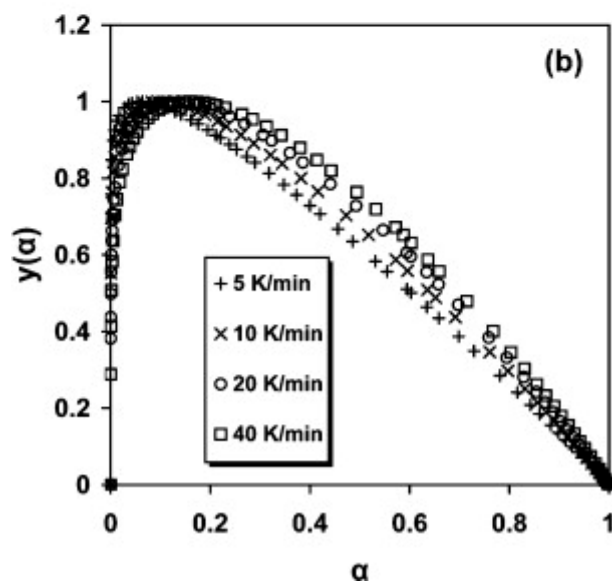 1.2
(b)
1
0.8
y(α)
0.6
+ 5 K/min
× 10 K/min
0.4
○ 20 K/min
0.2
□ 40 K/min
0
0 0.2 0.4 0.6 0.8 1
α